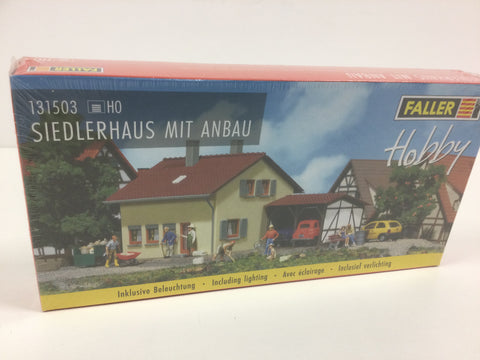 131503 H0
SIEDLERHAUS MIT ANBAU
FALLER
Hobby
Inklusive Beleuchtung · Including lighting · Avec éclairage · Inclusief verlichting